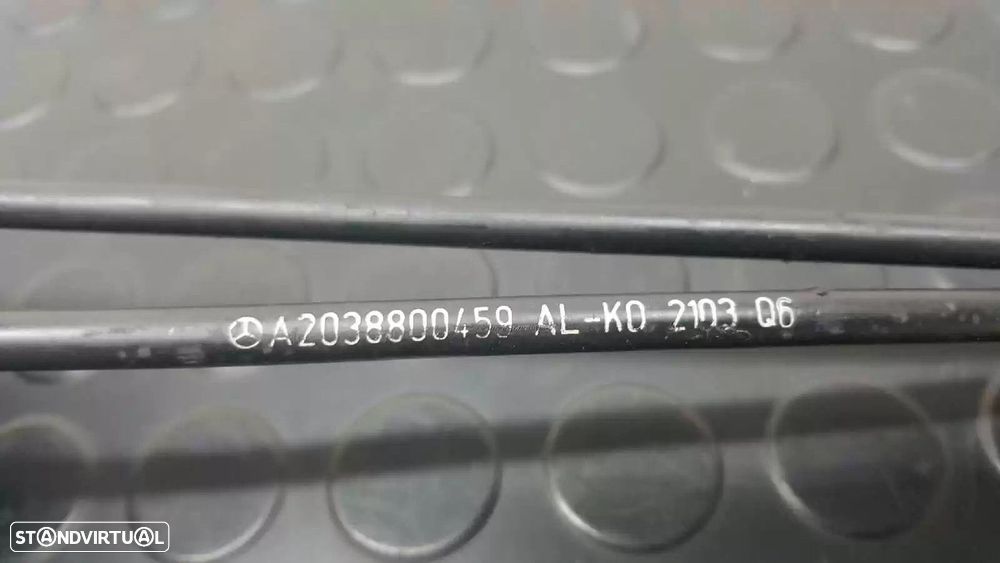 A2038800459 AL-KO 2103 Q6
STANDVIRTUAL